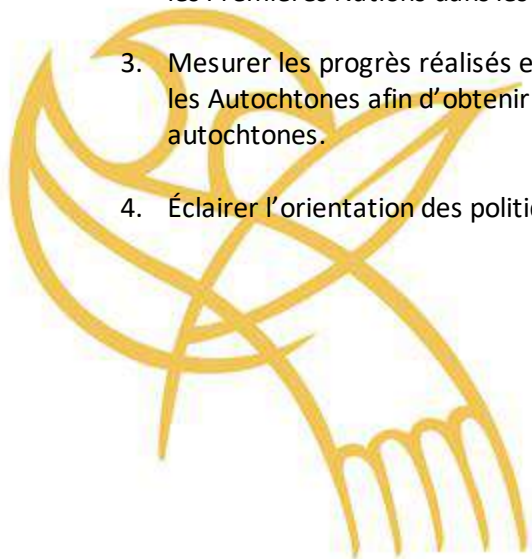 les Premières Nations dans les
3. Mesurer les progrès réalisés e
les Autochtones afin d’obtenir
autochtones.
4. Éclairer l’orientation des politi